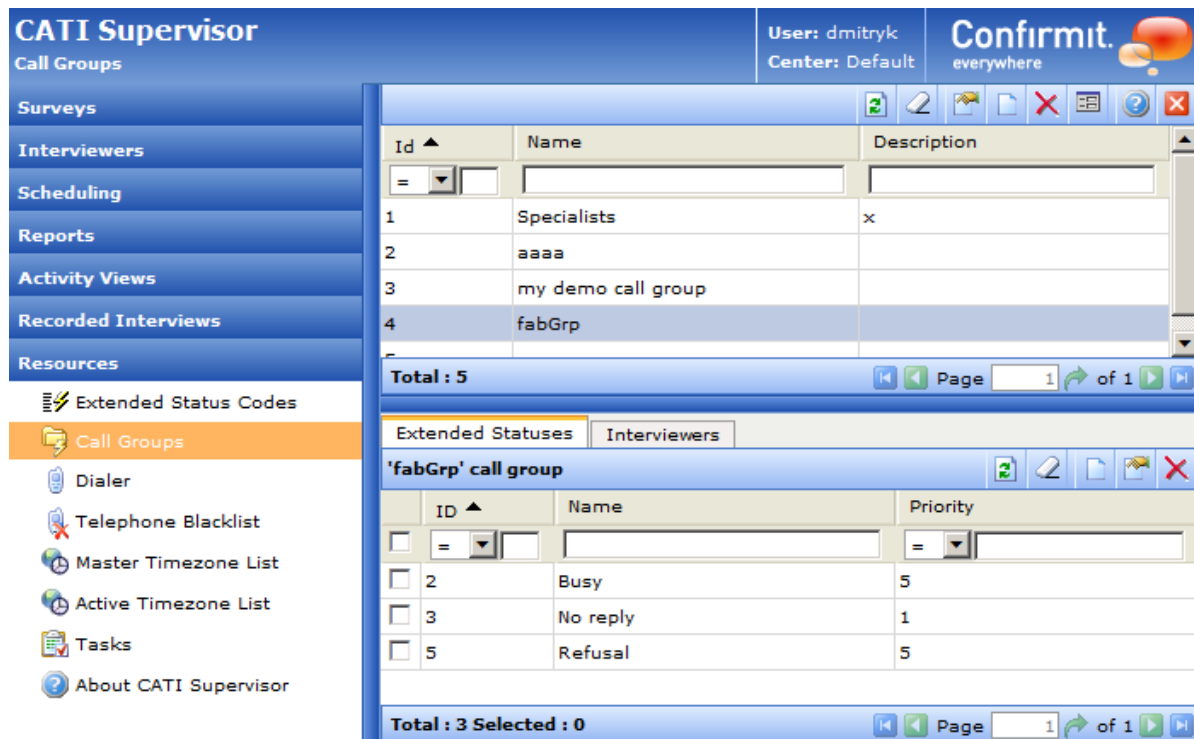 CATI Supervisor
Call Groups
User: dmitryk
Center: Default
Confirmit.
everywhere
Surveys
Interviewers
Scheduling
Reports
Activity Views
Recorded Interviews
Resources
Extended Status Codes
Call Groups
Dialer
Telephone Blacklist
Master Timezone List
Active Timezone List
Tasks
About CATI Supervisor
Id Name Description
=
1 Specialists x
2 aaaa
3 my demo call group
4 fabGrp
Total : 5 Page 1 of 1
Extended Statuses Interviewers
'fabGrp' call group
ID Name Priority
= =
2 Busy 5
3 No reply 1
5 Refusal 5
Total : 3 Selected : 0 Page 1 of 1